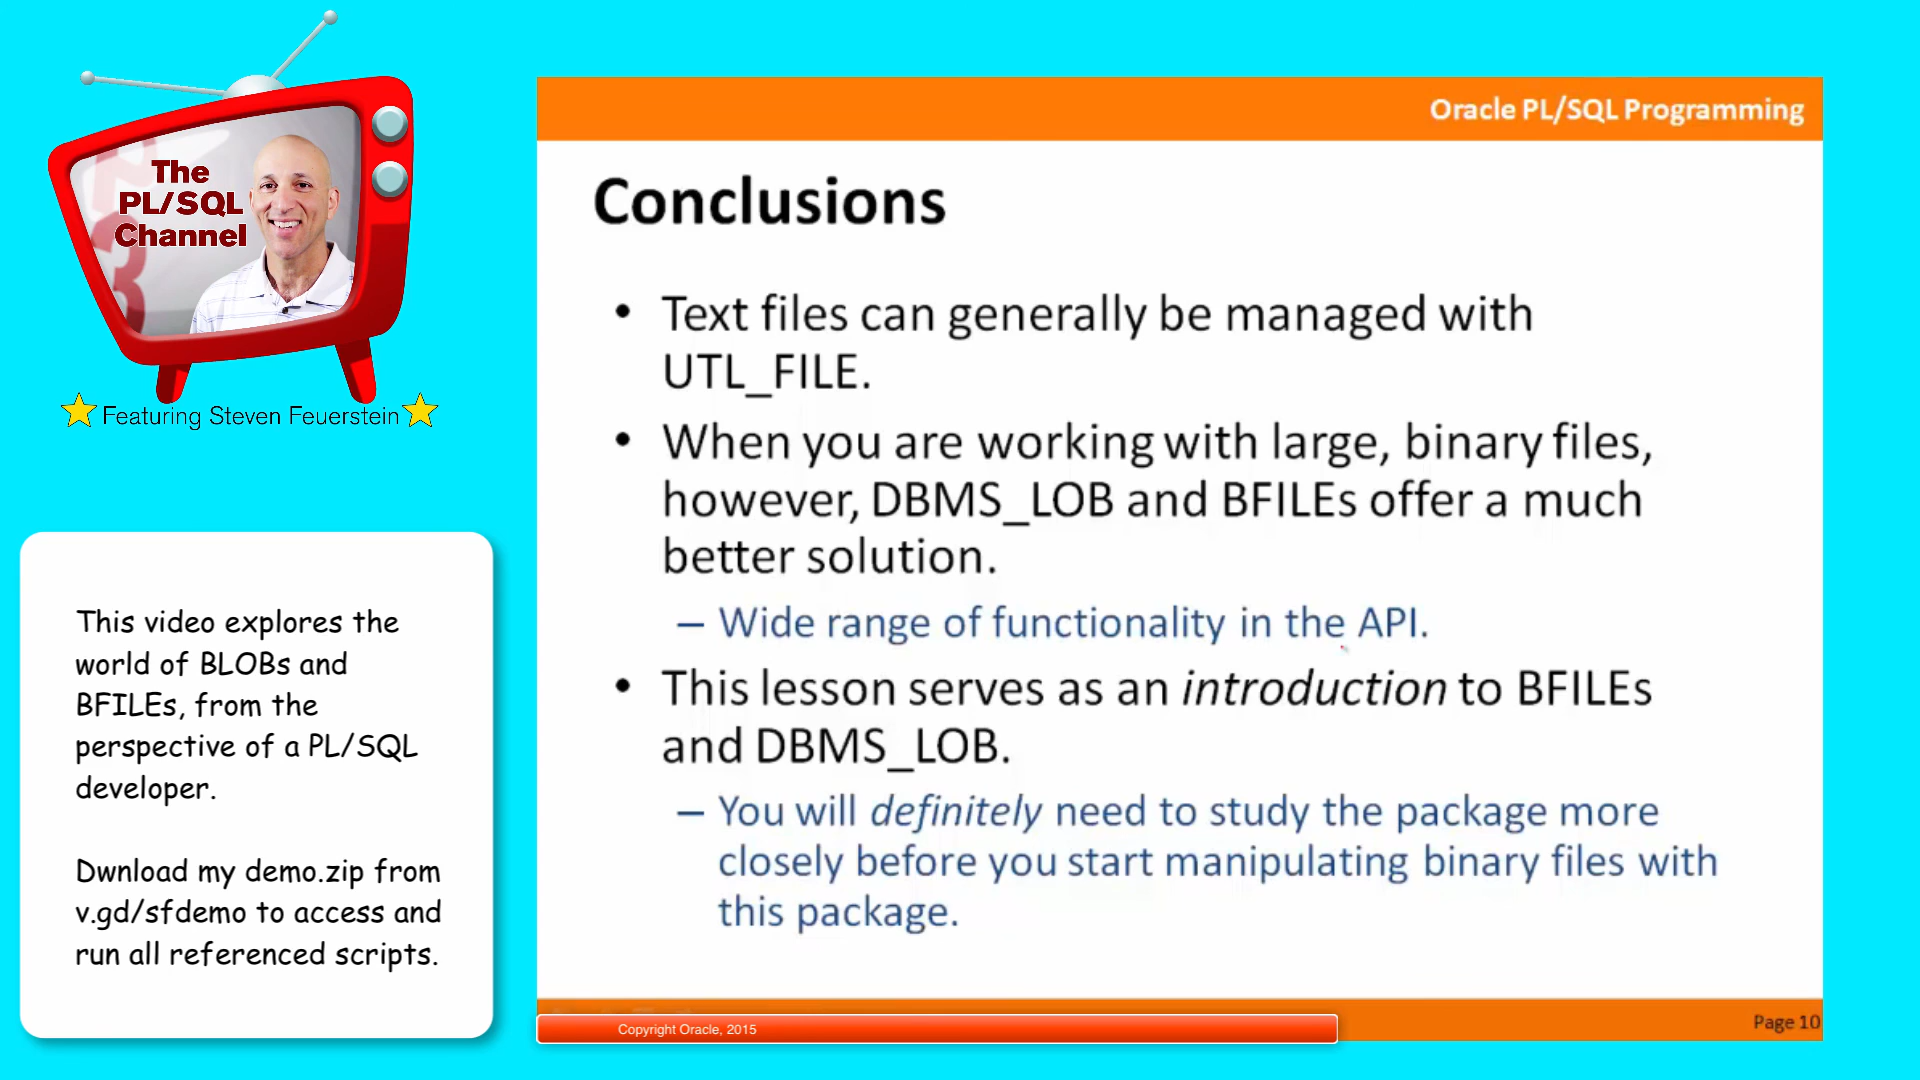 The
PL/SQL
Channel
Featuring Steven Feuerstein
This video explores the
world of BLOBs and
BFILEs, from the
perspective of a PL/SQL
developer.
Dwnload my demo.zip from
v.gd/sfdemo to access and
run all referenced scripts.
Oracle PL/SQL Programming
Conclusions
• Text files can generally be managed with
UTL_FILE.
• When you are working with large, binary files,
however, DBMS_LOB and BFILEs offer a much
better solution.
– Wide range of functionality in the API.
• This lesson serves as an introduction to BFILEs
and DBMS_LOB.
– You will definitely need to study the package more
closely before you start manipulating binary files with
this package.
Copyright Oracle, 2015
Page 10